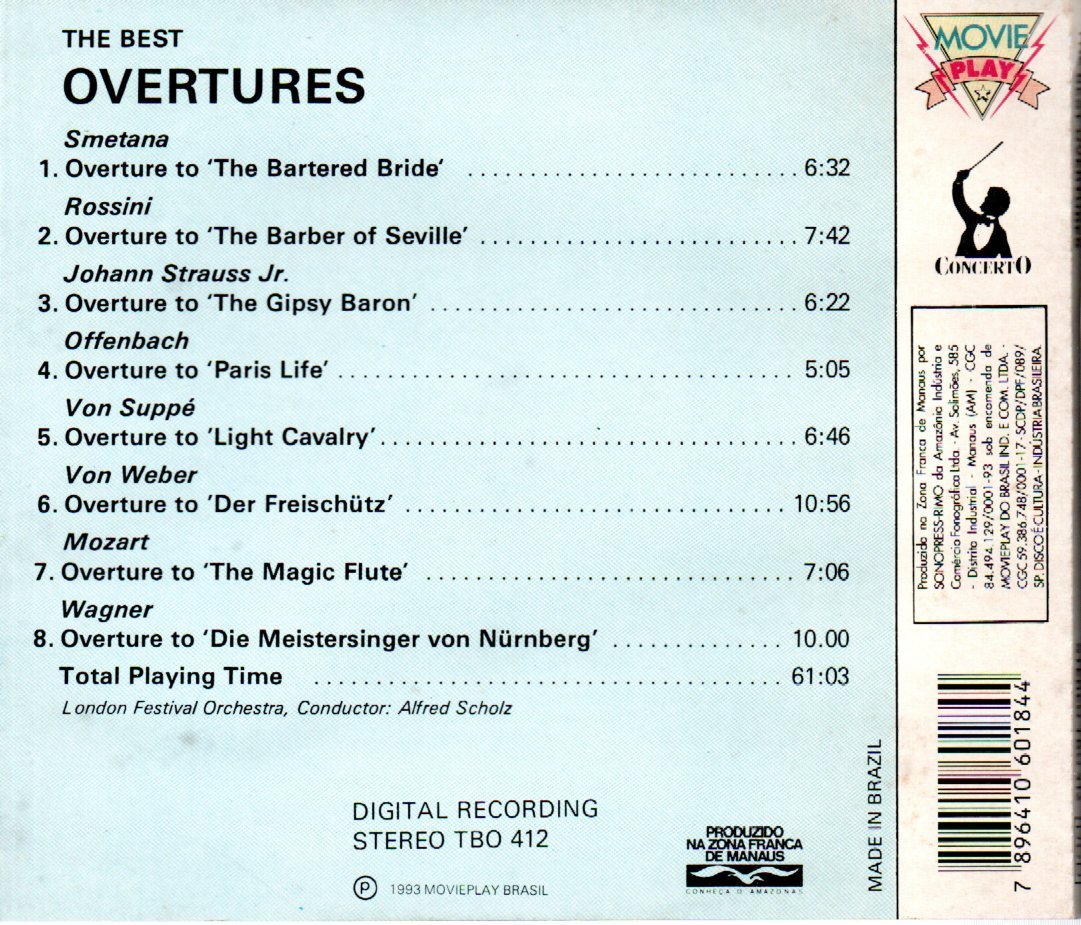 THE BEST
OVERTURES
Smetana
1. Overture to 'The Bartered Bride' .............................. 6:32
Rossini
2. Overture to 'The Barber of Seville' ............................. 7:42
Johann Strauss Jr.
3. Overture to 'The Gipsy Baron' ................................. 6:22
Offenbach
4. Overture to 'Paris Life' ......................................... 5:05
Von Suppé
5. Overture to 'Light Cavalry' ..................................... 6:46
Von Weber
6. Overture to 'Der Freischütz' .................................. 10:56
Mozart
7. Overture to 'The Magic Flute' ................................. 7:06
Wagner
8. Overture to 'Die Meistersinger von Nürnberg' .............. 10.00
Total Playing Time ......................................... 61:03
London Festival Orchestra, Conductor: Alfred Scholz
DIGITAL RECORDING
STEREO TBO 412
℗ 1993 MOVIEPLAY BRASIL
PRODUZIDO
NA ZONA FRANCA
DE MANAUS
CONHEÇA O AMAZONAS
MADE IN BRAZIL
MOVIE
PLAY
CONCERTO
Produzido na Zona Franca de Manaus por
SONOPRESS-RIMO da Amazônia Indústria e
Comércio Fonográfica Ltda. - Av. Solimões, 585
- Distrito Industrial - Manaus (AM) - CGC
84.494.129/0001-93 sob encomenda de
MOVIEPLAY DO BRASIL IND. E COM. LTDA. -
CGC 59.386.748/0001-17 - SCDP/DPF/089/
SP. DISCO É CULTURA - INDÚSTRIA BRASILEIRA
7 896410 601844